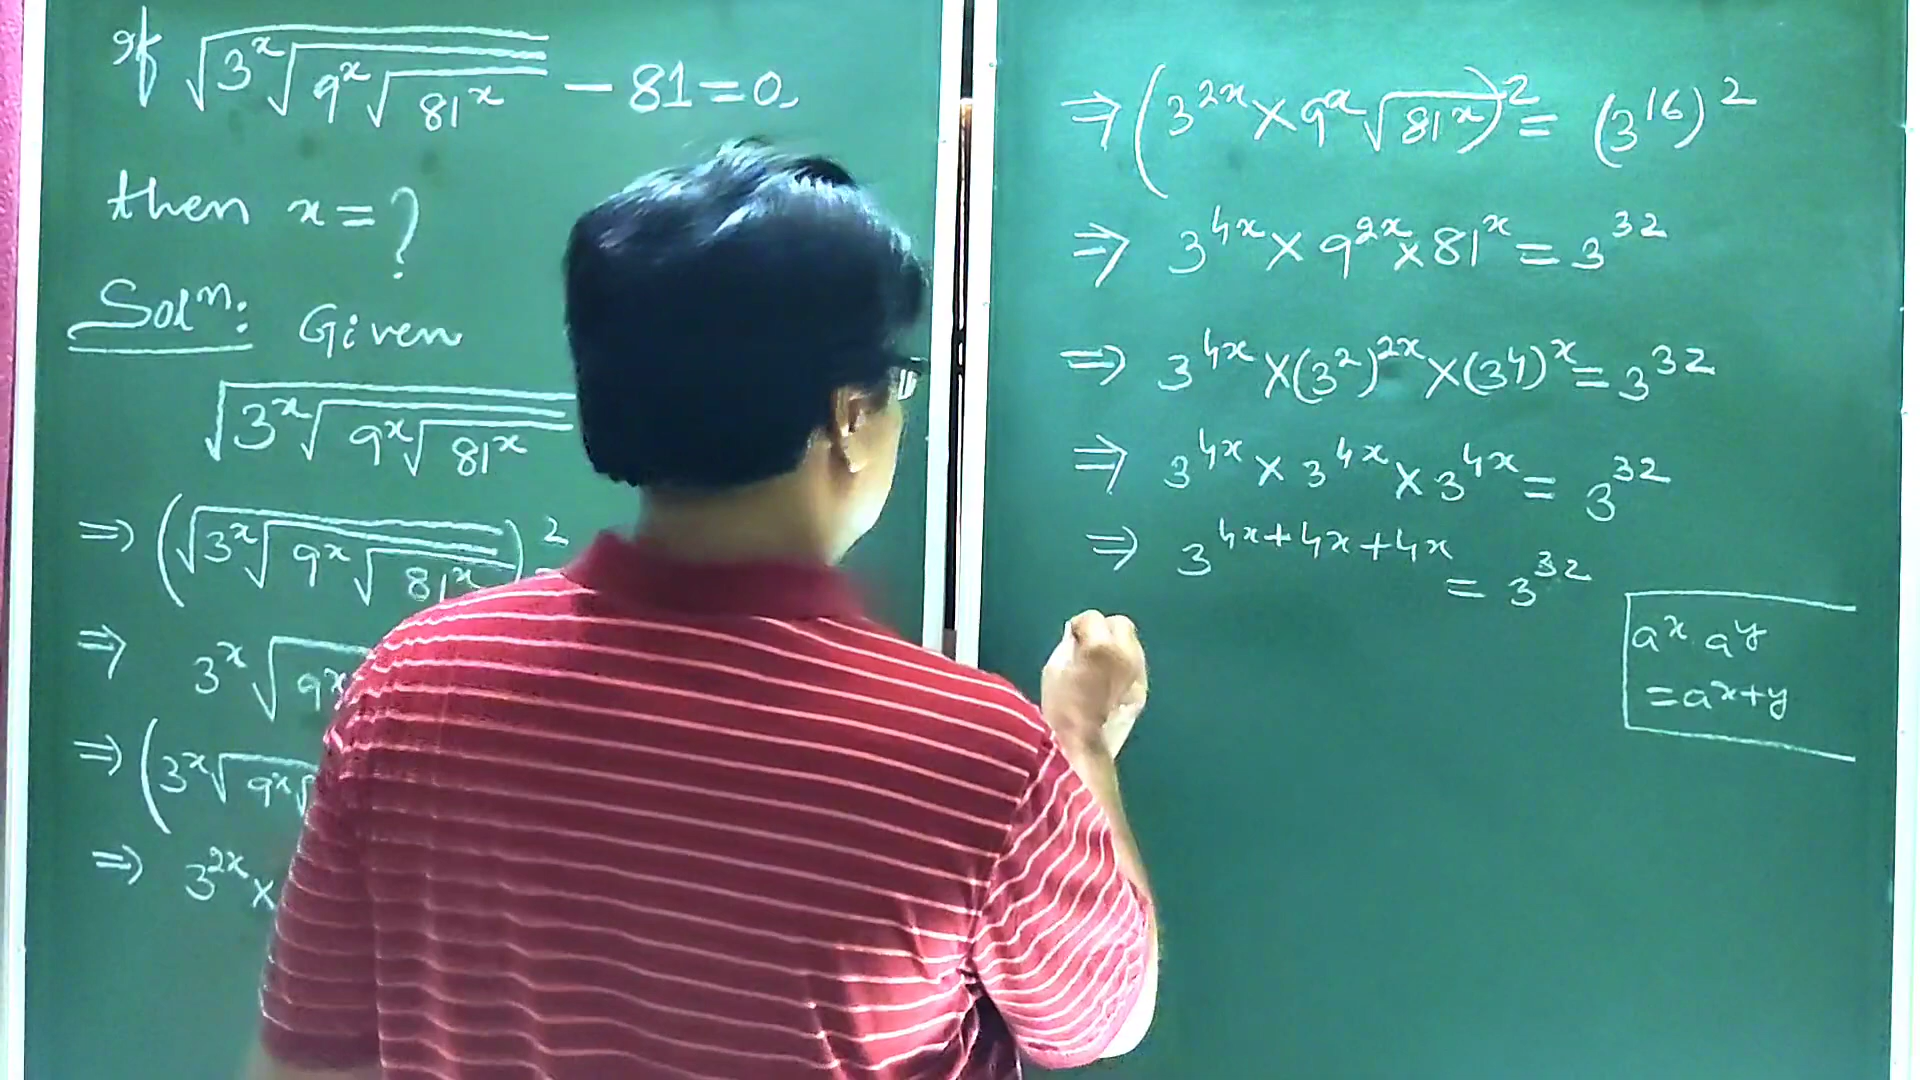 If √3^x√9^x√81^x − 81 = 0,
then x = ?
Sol^n: Given
√3^x√9^x√81^x
⇒ (√3^x√9^x√81^x)^2
⇒ 3^x√9^x
⇒ (3^x√9^x√
⇒ 3^2x ×
⇒ (3^2x × 9^x√81^x)^2 = (3^16)^2
⇒ 3^4x × 9^2x × 81^x = 3^32
⇒ 3^4x × (3^2)^2x × (3^4)^x = 3^32
⇒ 3^4x × 3^4x × 3^4x = 3^32
⇒ 3^4x+4x+4x = 3^32
a^x . a^y
= a^x+y